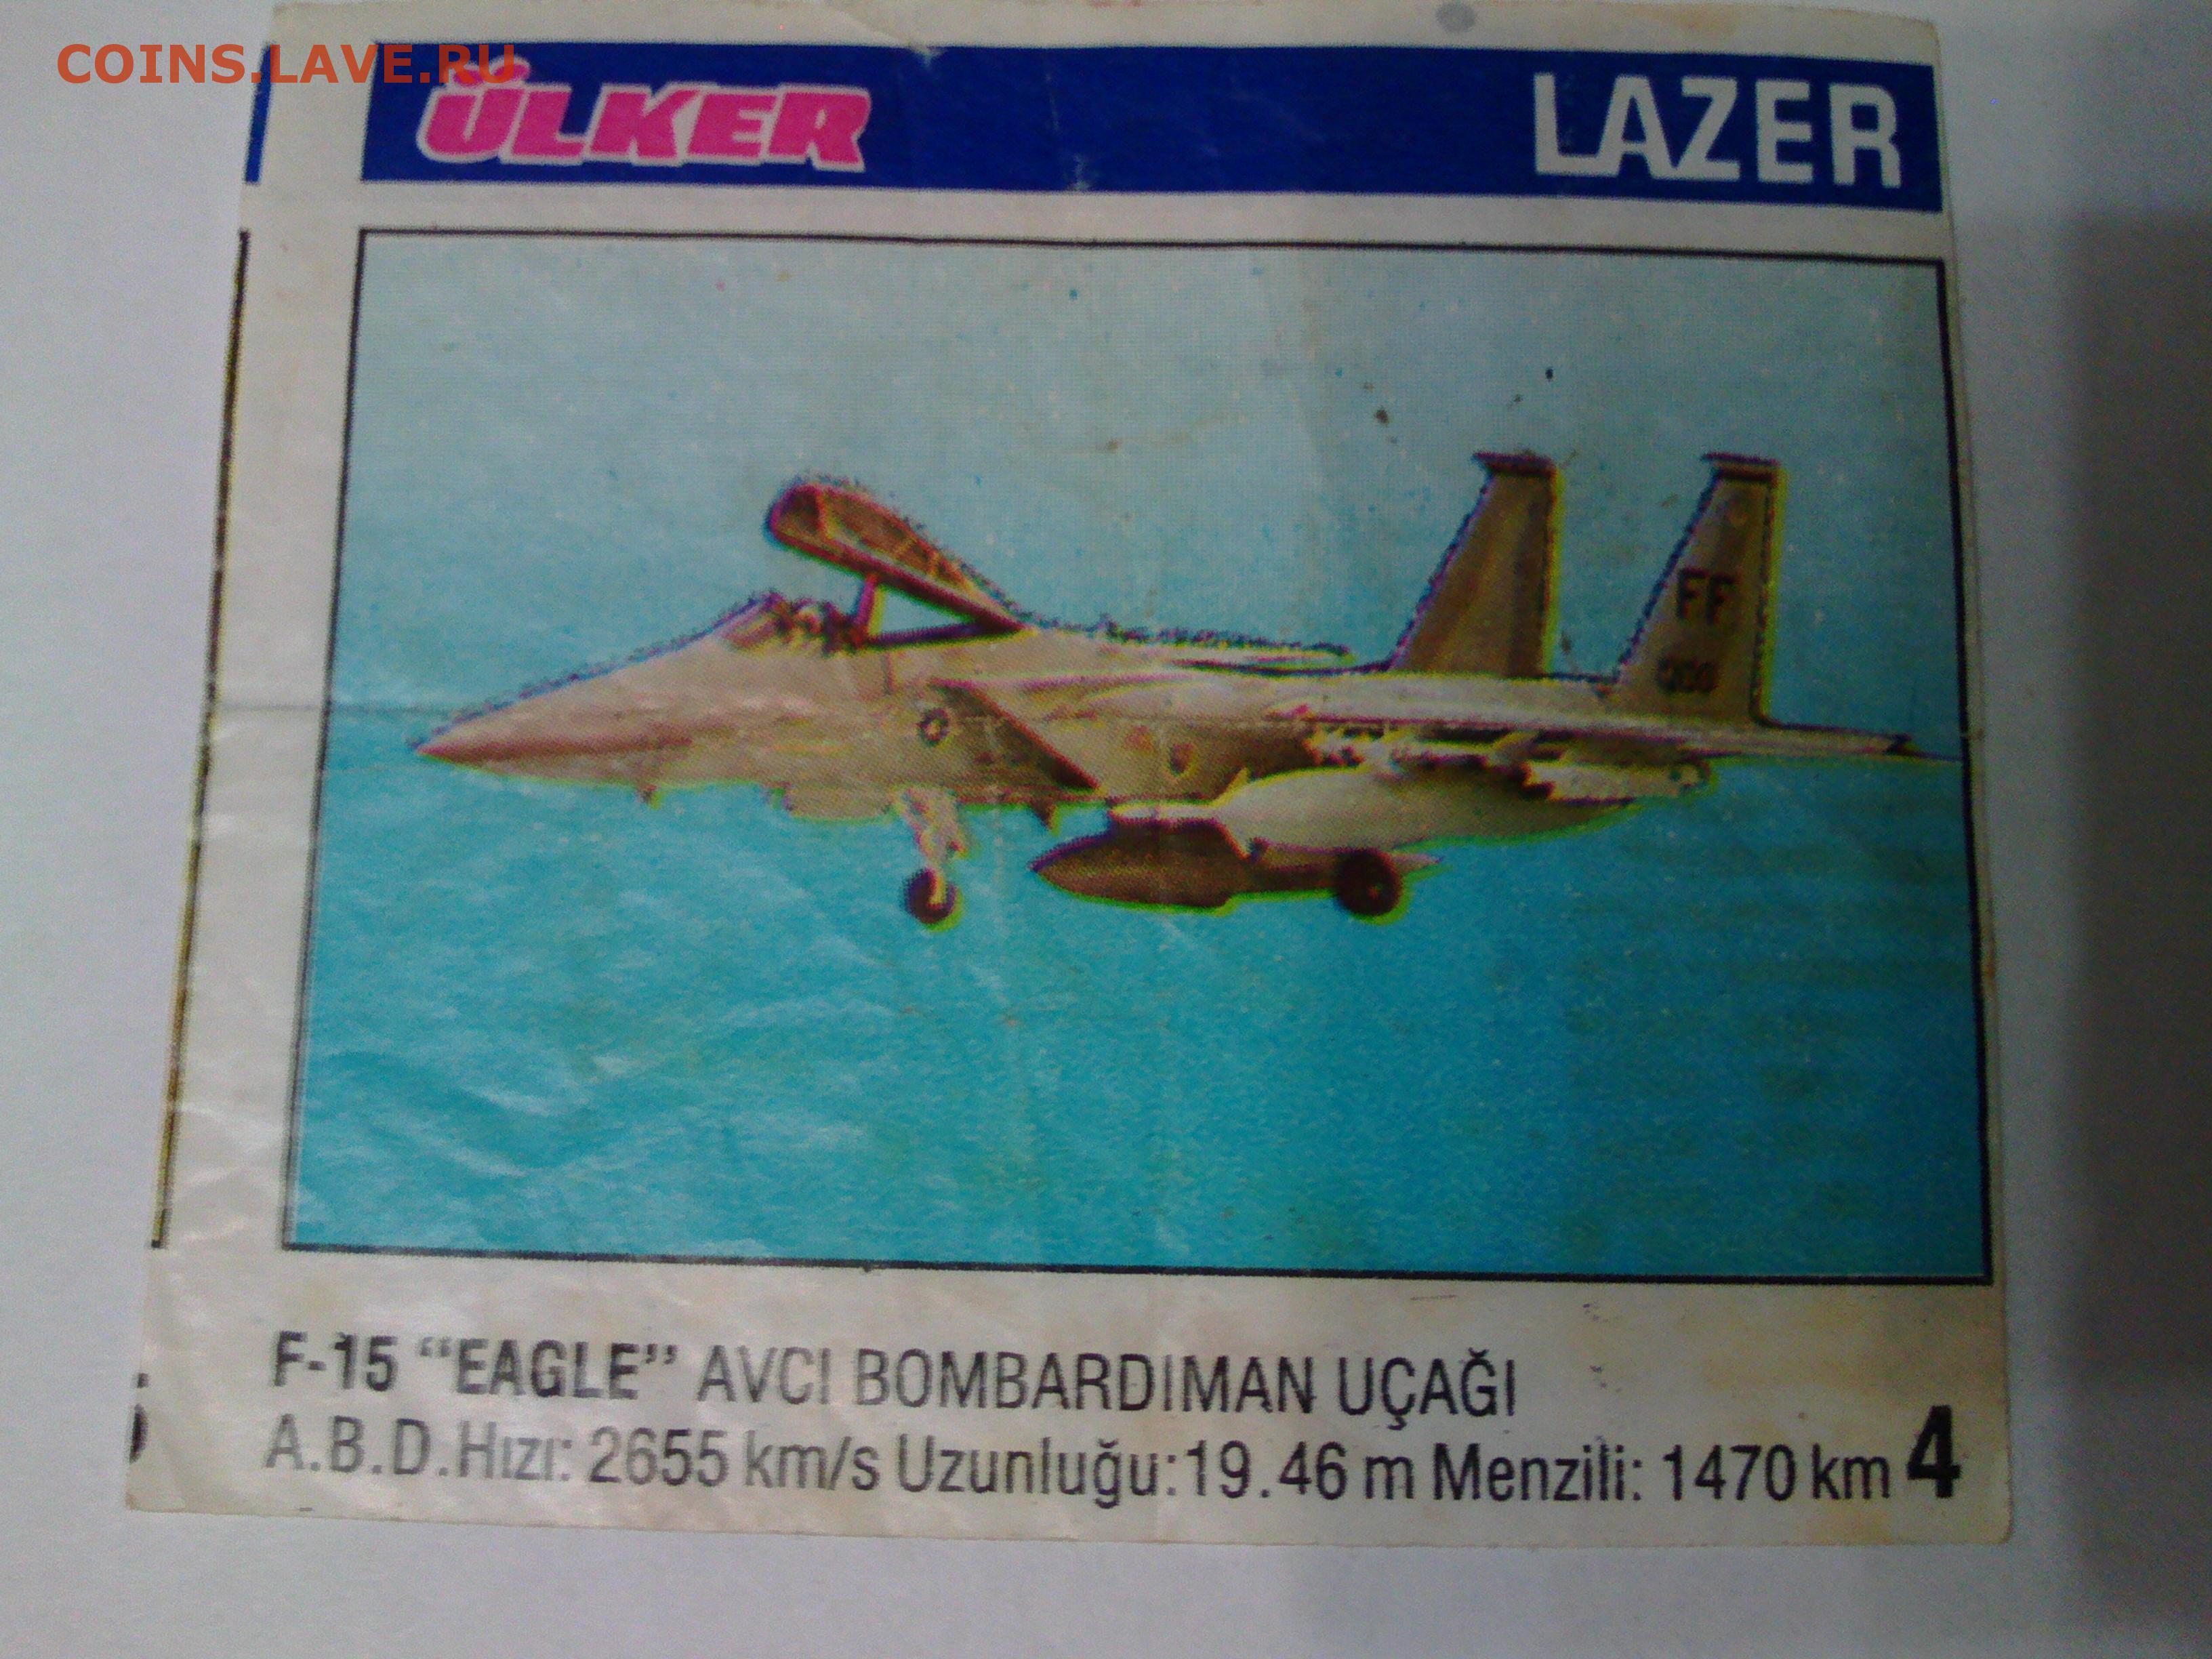 COINS.LAVE.RU
ÜLKER LAZER
FF
F-15 “EAGLE” AVCI BOMBARDIMAN UÇAĞI
A.B.D. Hızı: 2655 km/s Uzunluğu:19.46 m Menzili: 1470 km 4